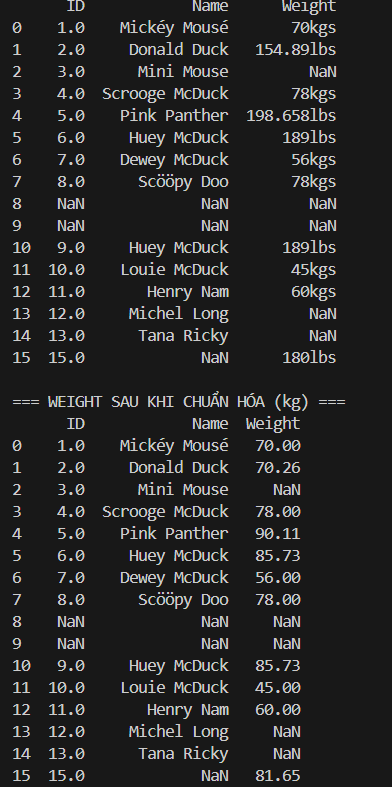 ID Name Weight
0 1.0 Mickéy Mousé 70kgs
1 2.0 Donald Duck 154.89lbs
2 3.0 Mini Mouse NaN
3 4.0 Scrooge McDuck 78kgs
4 5.0 Pink Panther 198.658lbs
5 6.0 Huey McDuck 189lbs
6 7.0 Dewey McDuck 56kgs
7 8.0 Scööpy Doo 78kgs
8 NaN NaN NaN
9 NaN NaN NaN
10 9.0 Huey McDuck 189lbs
11 10.0 Louie McDuck 45kgs
12 11.0 Henry Nam 60kgs
13 12.0 Michel Long NaN
14 13.0 Tana Ricky NaN
15 15.0 NaN 180lbs
=== WEIGHT SAU KHI CHUẨN HÓA (kg) ===
ID Name Weight
0 1.0 Mickéy Mousé 70.00
1 2.0 Donald Duck 70.26
2 3.0 Mini Mouse NaN
3 4.0 Scrooge McDuck 78.00
4 5.0 Pink Panther 90.11
5 6.0 Huey McDuck 85.73
6 7.0 Dewey McDuck 56.00
7 8.0 Scööpy Doo 78.00
8 NaN NaN NaN
9 NaN NaN NaN
10 9.0 Huey McDuck 85.73
11 10.0 Louie McDuck 45.00
12 11.0 Henry Nam 60.00
13 12.0 Michel Long NaN
14 13.0 Tana Ricky NaN
15 15.0 NaN 81.65